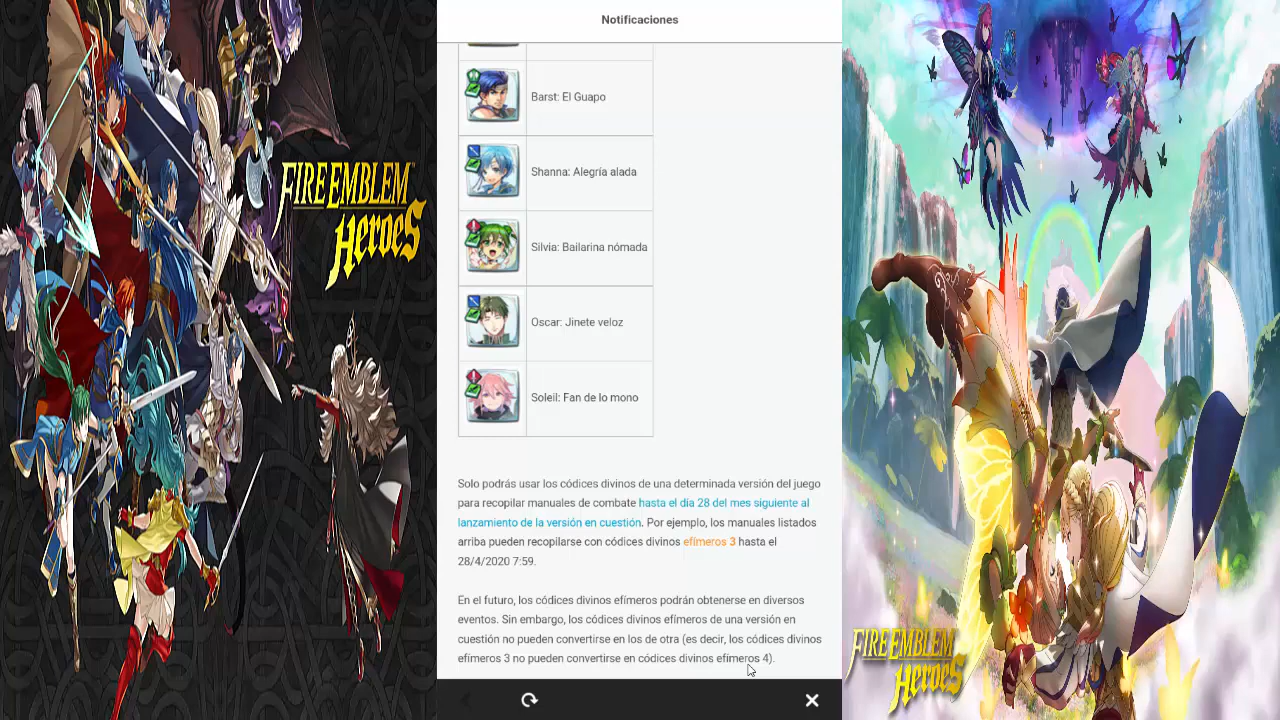 Notificaciones
FIRE EMBLEM
Heroes
Barst: El Guapo
Shanna: Alegría alada
Silvia: Bailarina nómada
Oscar: Jinete veloz
Soleil: Fan de lo mono
Solo podrás usar los códices divinos de una determinada versión del juego
para recopilar manuales de combate hasta el día 28 del mes siguiente al
lanzamiento de la versión en cuestión. Por ejemplo, los manuales listados
arriba pueden recopilarse con códices divinos efímeros 3 hasta el
28/4/2020 7:59.
En el futuro, los códices divinos efímeros podrán obtenerse en diversos
eventos. Sin embargo, los códices divinos efímeros de una versión en
cuestión no pueden convertirse en los de otra (es decir, los códices divinos
efímeros 3 no pueden convertirse en códices divinos efímeros 4).
FIRE EMBLEM
Heroes